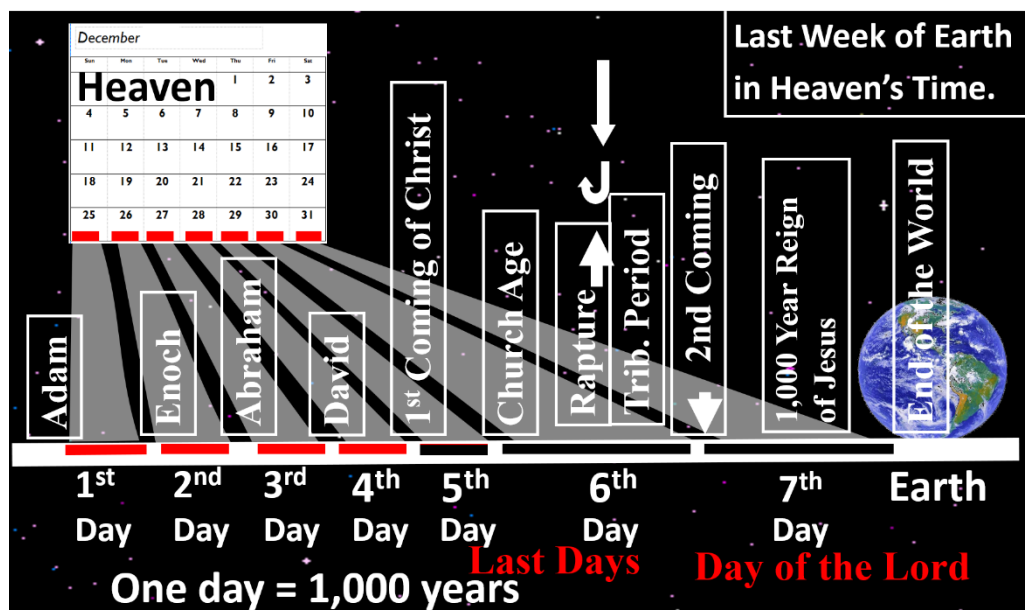 December
Sun Mon Tue Wed Thu Fri Sat
Heaven 1 2 3
4 5 6 7 8 9 10
11 12 13 14 15 16 17
18 19 20 21 22 23 24
25 26 27 28 29 30 31
Last Week of Earth
in Heaven’s Time.
Adam
Enoch
Abraham
David
1st Coming of Christ
Church Age
Rapture
Trib. Period
2nd Coming
1,000 Year Reign
of Jesus
End of the World
1st
Day
2nd
Day
3rd
Day
4th
Day
5th
Day
6th
Day
7th
Day
Earth
Last Days
Day of the Lord
One day = 1,000 years